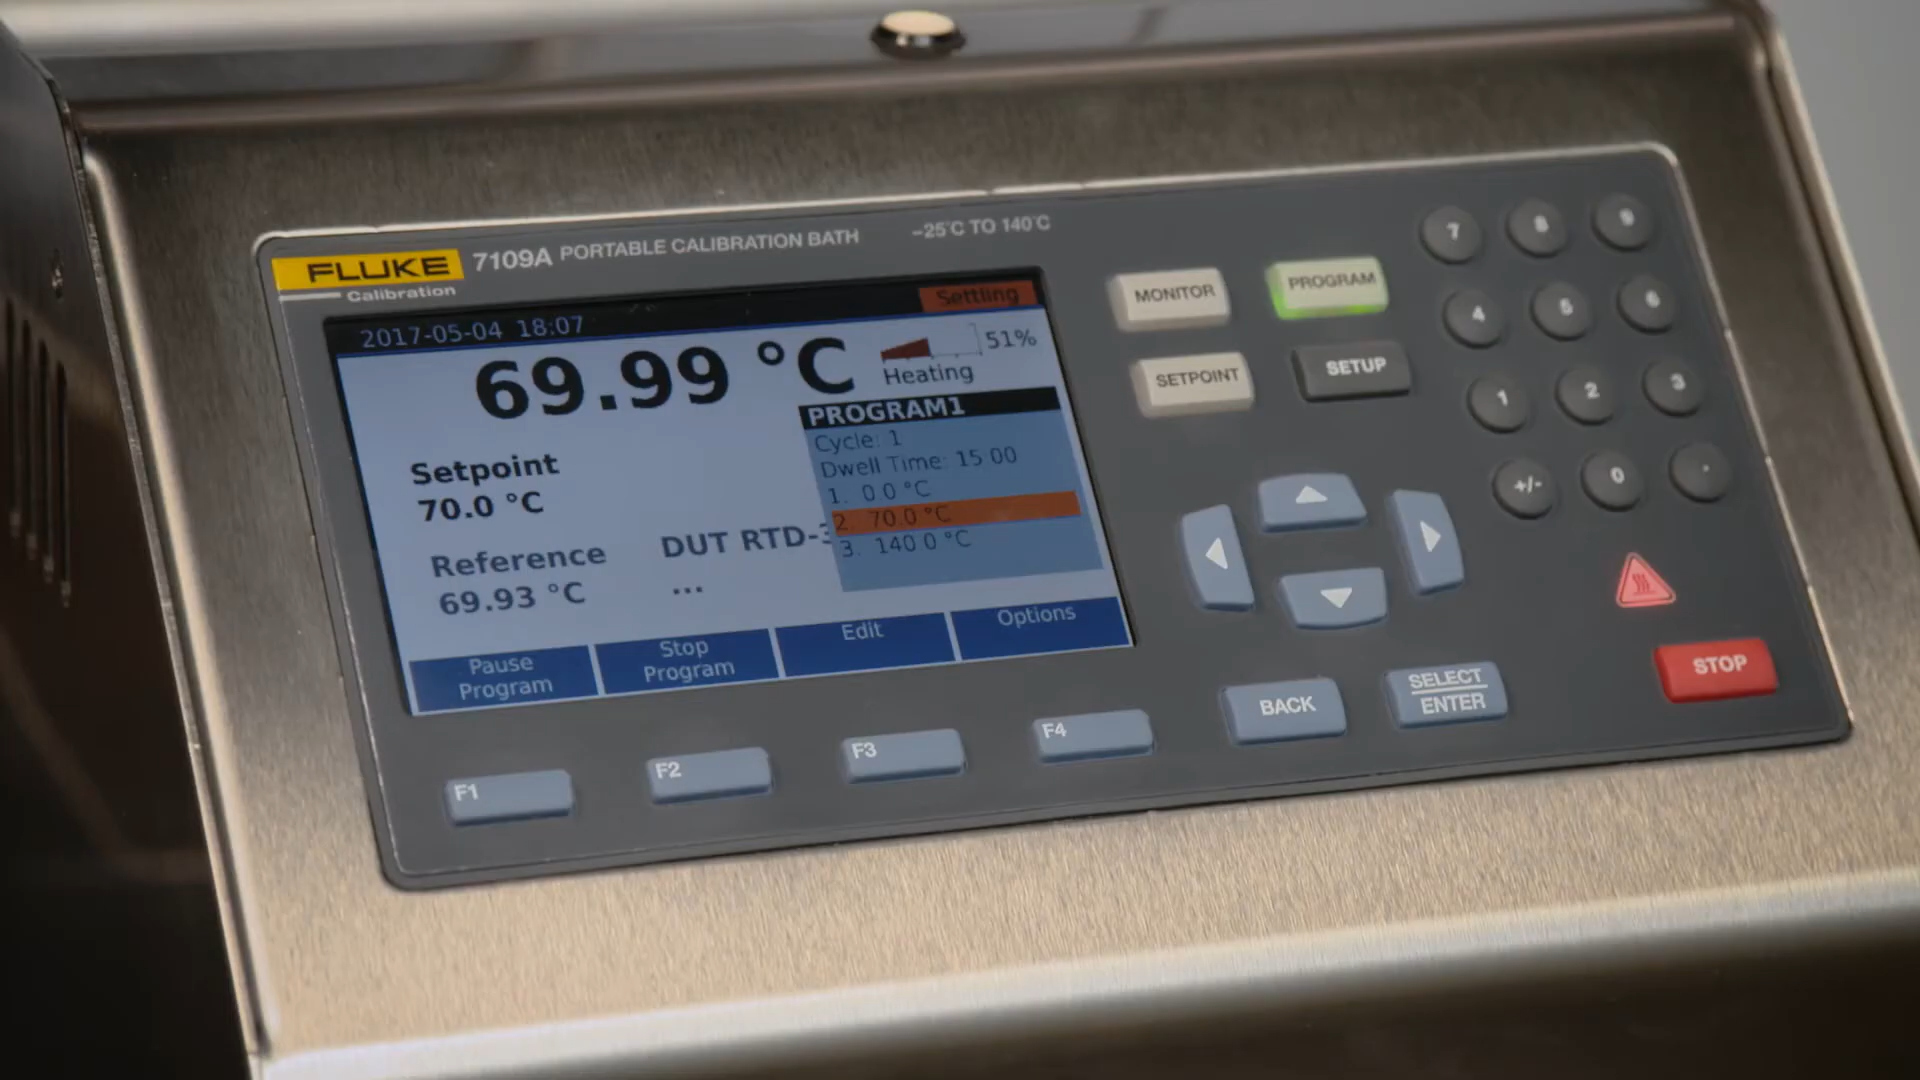 FLUKE
Calibration
7109A PORTABLE CALIBRATION BATH
-25°C TO 140°C
2017-05-04 18:07
Settling
69.99 °C
51%
Heating
Setpoint
70.0 °C
Reference
69.93 °C
DUT RTD-3
...
PROGRAM1
Cycle: 1
Dwell Time: 15 00
1. 0 0 °C
2. 70.0 °C
3. 140 0 °C
Pause
Program
Stop
Program
Edit
Options
F1
F2
F3
F4
MONITOR
PROGRAM
SETPOINT
SETUP
7 8 9
4 5 6
1 2 3
+/- 0 .
BACK
SELECT
ENTER
STOP